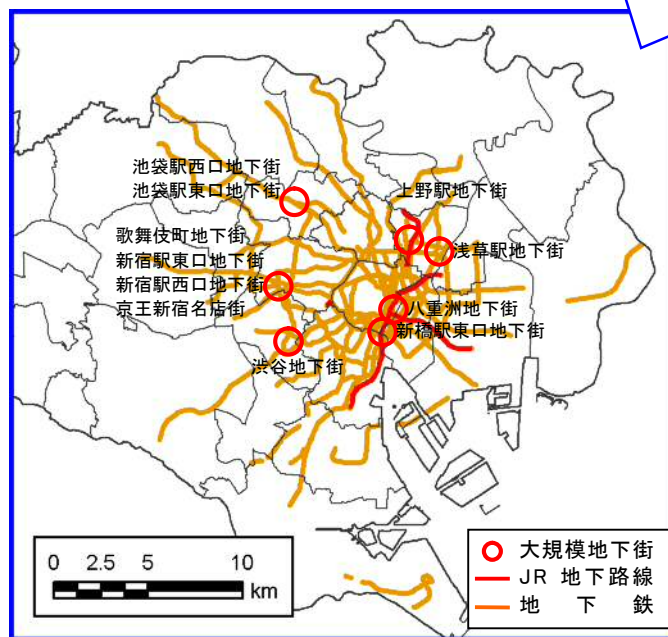 池袋駅西口地下街
池袋駅東口地下街
上野駅地下街
歌舞伎町地下街
浅草駅地下街
新宿駅東口地下街
新宿駅西口地下街
京王新宿名店街
八重洲地下街
新橋駅東口地下街
渋谷地下街
0 2.5 5 10
km
大規模地下街
JR 地下路線
地 下 鉄